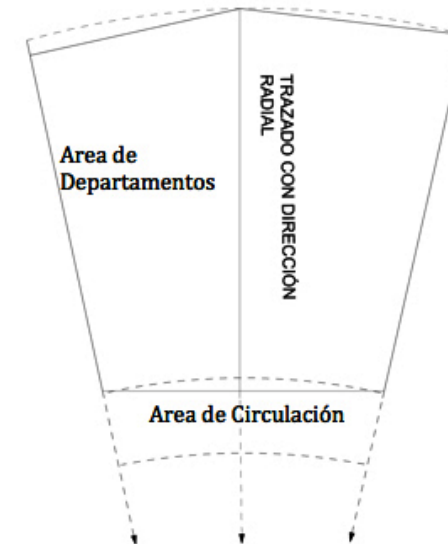 Area de
Departamentos
TRAZADO CON DIRECCIÓN
RADIAL
Area de Circulación